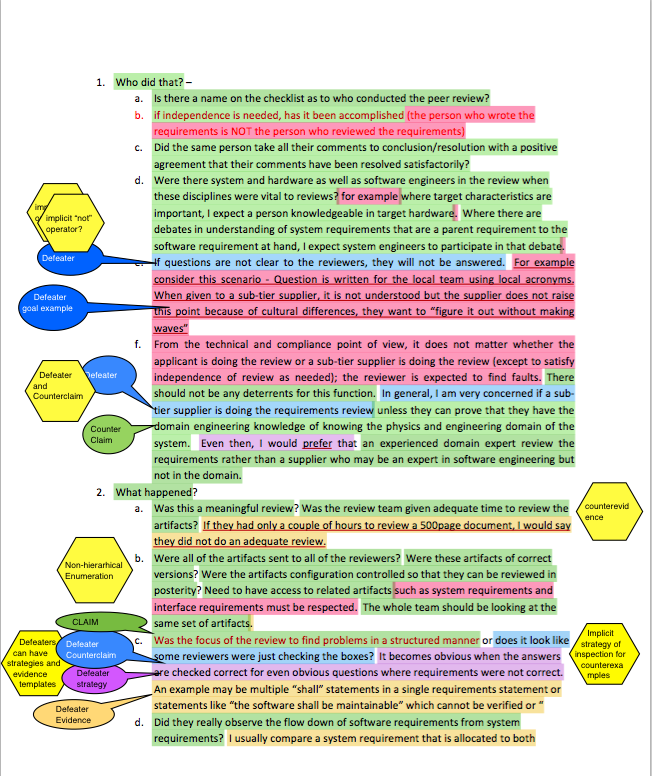 1. Who did that? –
a. Is there a name on the checklist as to who conducted the peer review?
b. if independence is needed, has it been accomplished (the person who wrote the
requirements is NOT the person who reviewed the requirements)
c. Did the same person take all their comments to conclusion/resolution with a positive
agreement that their comments have been resolved satisfactorily?
d. Were there system and hardware as well as software engineers in the review when
these disciplines were vital to reviews? for example where target characteristics are
important, I expect a person knowledgeable in target hardware. Where there are
debates in understanding of system requirements that are a parent requirement to the
software requirement at hand, I expect system engineers to participate in that debate.
implicit "not"
operator?
Defeater
If questions are not clear to the reviewers, they will not be answered. For example
consider this scenario - Question is written for the local team using local acronyms.
When given to a sub-tier supplier, it is not understood but the supplier does not raise
this point because of cultural differences, they want to "figure it out without making
waves"
Defeater
goal example
f. From the technical and compliance point of view, it does not matter whether the
applicant is doing the review or a sub-tier supplier is doing the review (except to satisfy
independence of review as needed); the reviewer is expected to find faults. There
should not be any deterrents for this function. In general, I am very concerned if a sub-
tier supplier is doing the requirements review unless they can prove that they have the
domain engineering knowledge of knowing the physics and engineering domain of the
system. Even then, I would prefer that an experienced domain expert review the
requirements rather than a supplier who may be an expert in software engineering but
not in the domain.
Defeater
and
Counterclaim
Defeater
Counter
Claim
2. What happened?
a. Was this a meaningful review? Was the review team given adequate time to review the
artifacts? If they had only a couple of hours to review a 500page document, I would say
they did not do an adequate review.
counterevid
ence
b. Were all of the artifacts sent to all of the reviewers? Were these artifacts of correct
versions? Were the artifacts configuration controlled so that they can be reviewed in
posterity? Need to have access to related artifacts such as system requirements and
interface requirements must be respected. The whole team should be looking at the
same set of artifacts.
Non-hierarhical
Enumeration
CLAIM
c. Was the focus of the review to find problems in a structured manner or does it look like
some reviewers were just checking the boxes? It becomes obvious when the answers
are checked correct for even obvious questions where requirements were not correct.
An example may be multiple "shall" statements in a single requirements statement or
statements like "the software shall be maintainable" which cannot be verified or "
Defeaters
can have
strategies and
evidence
templates
Defeater
Counterclaim
Defeater
strategy
Defeater
Evidence
Implicit
strategy of
inspection for
counterexa
mples
d. Did they really observe the flow down of software requirements from system
requirements? I usually compare a system requirement that is allocated to both